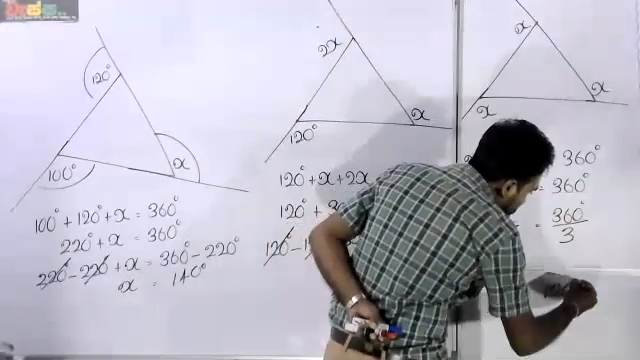 120°
100°
x
100° + 120° + x = 360°
220° + x = 360°
220° - 220° + x = 360° - 220°
x = 140°
2x
x
120°
120° + x + 2x
120° +
120° -
x
x
x
360°
= 360°
= 360°
3